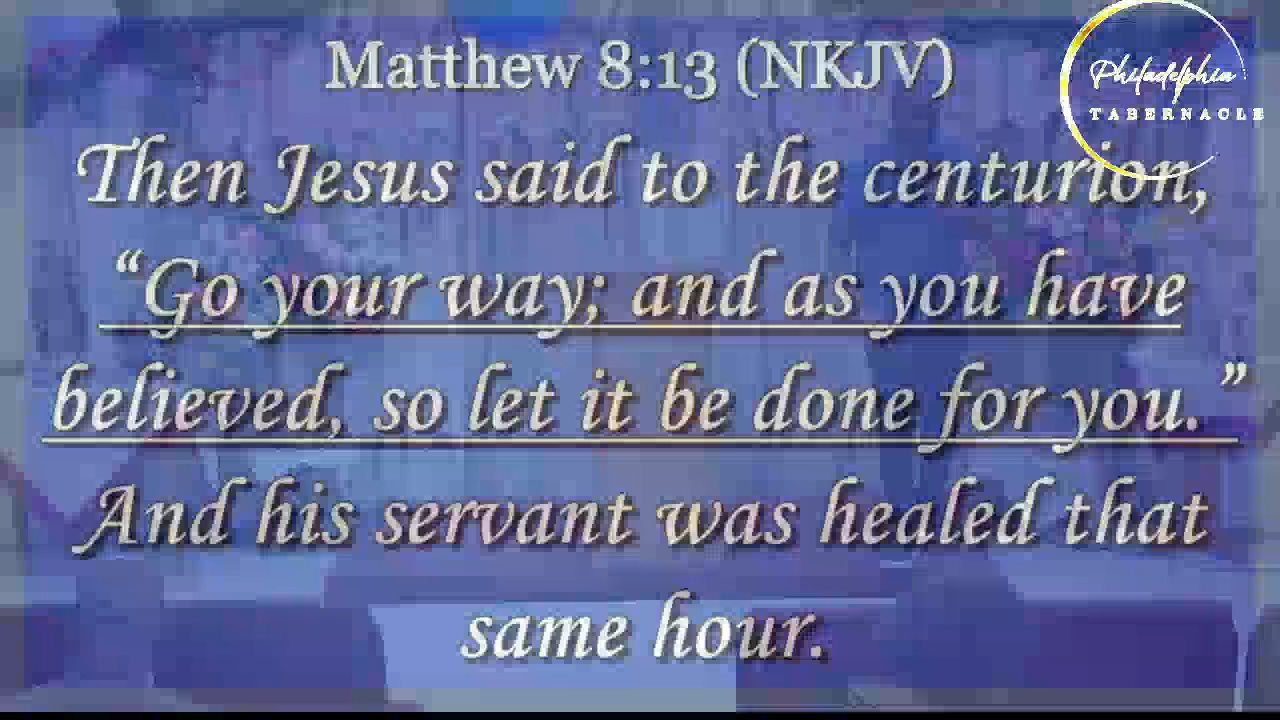 Matthew 8:13 (NKJV)
Philadelphia
TABERNACLE
Then Jesus said to the centurion,
“Go your way; and as you have
believed, so let it be done for you.”
And his servant was healed that
same hour.